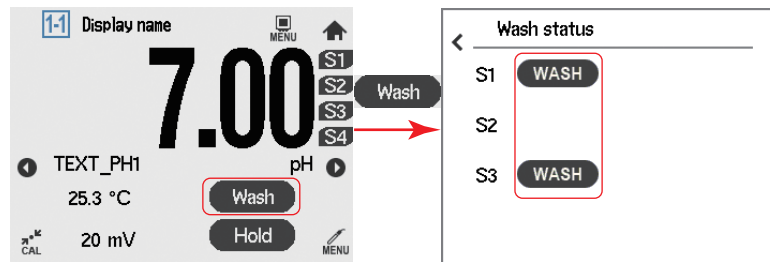 1-1 Display name MENU
7.00
S1
S2
S3
S4
TEXT_PH1 pH
25.3 °C Wash
CAL 20 mV Hold MENU
Wash
Wash status
S1 WASH
S2
S3 WASH